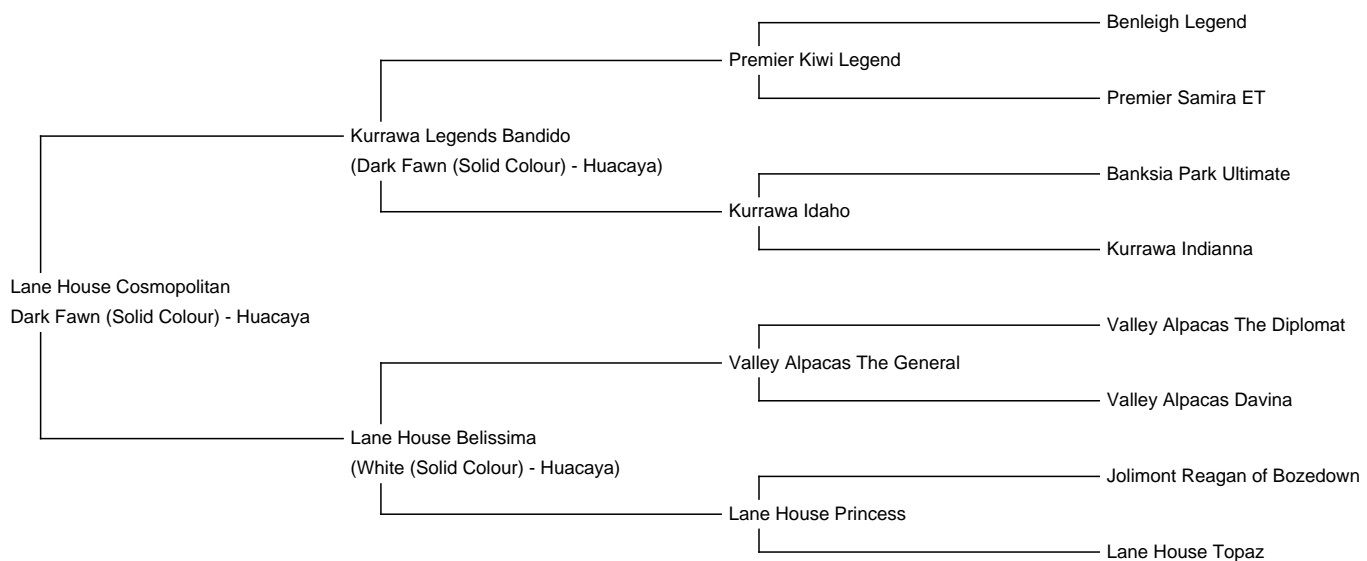 Benleigh Legend
Premier Kiwi Legend
Premier Samira ET
Kurrawa Legends Bandido
(Dark Fawn (Solid Colour) - Huacaya)
Banksia Park Ultimate
Kurrawa Idaho
Kurrawa Indianna
Lane House Cosmopolitan
Dark Fawn (Solid Colour) - Huacaya
Valley Alpacas The Diplomat
Valley Alpacas The General
Valley Alpacas Davina
Lane House Belissima
(White (Solid Colour) - Huacaya)
Jolimont Reagan of Bozedown
Lane House Princess
Lane House Topaz